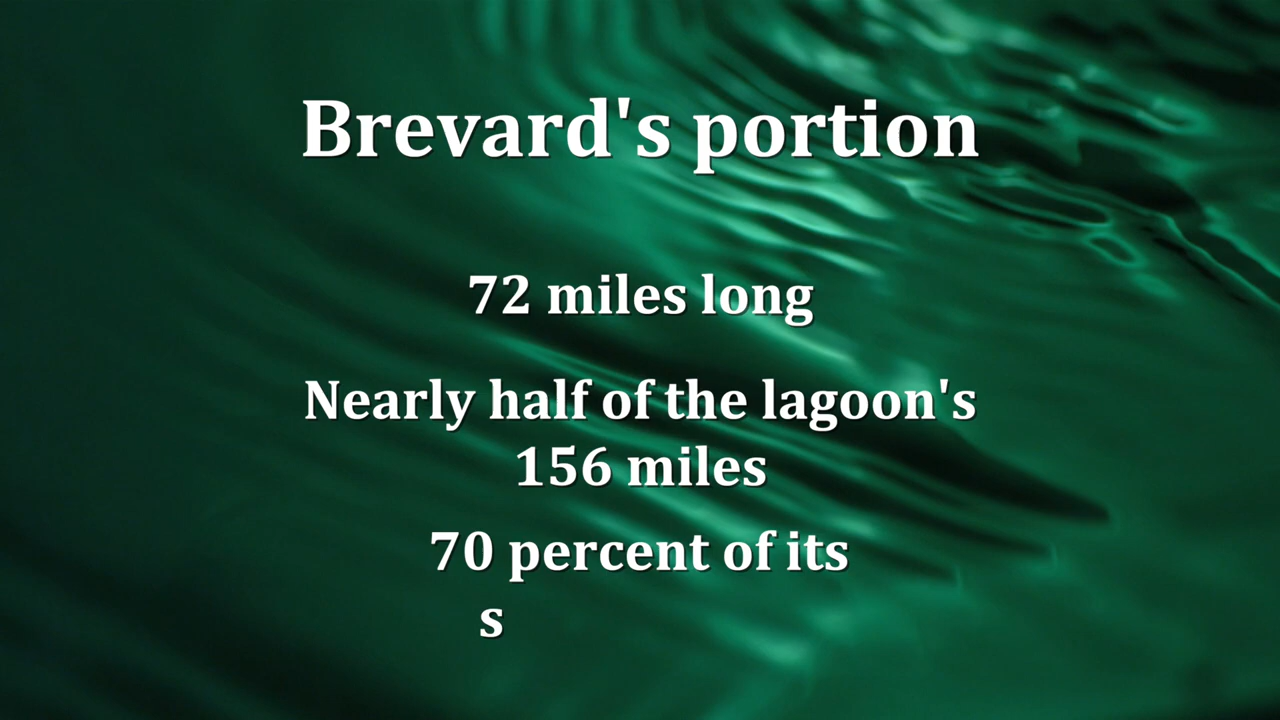 Brevard's portion
72 miles long
Nearly half of the lagoon's
156 miles
70 percent of its
s